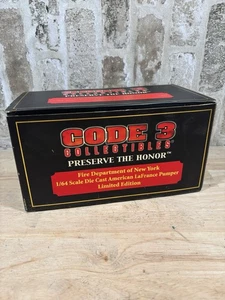 CODE 3
COLLECTIBLES
PRESERVE THE HONOR™
Fire Department of New York
1/64 Scale Die Cast American LaFrance Pumper
Limited Edition